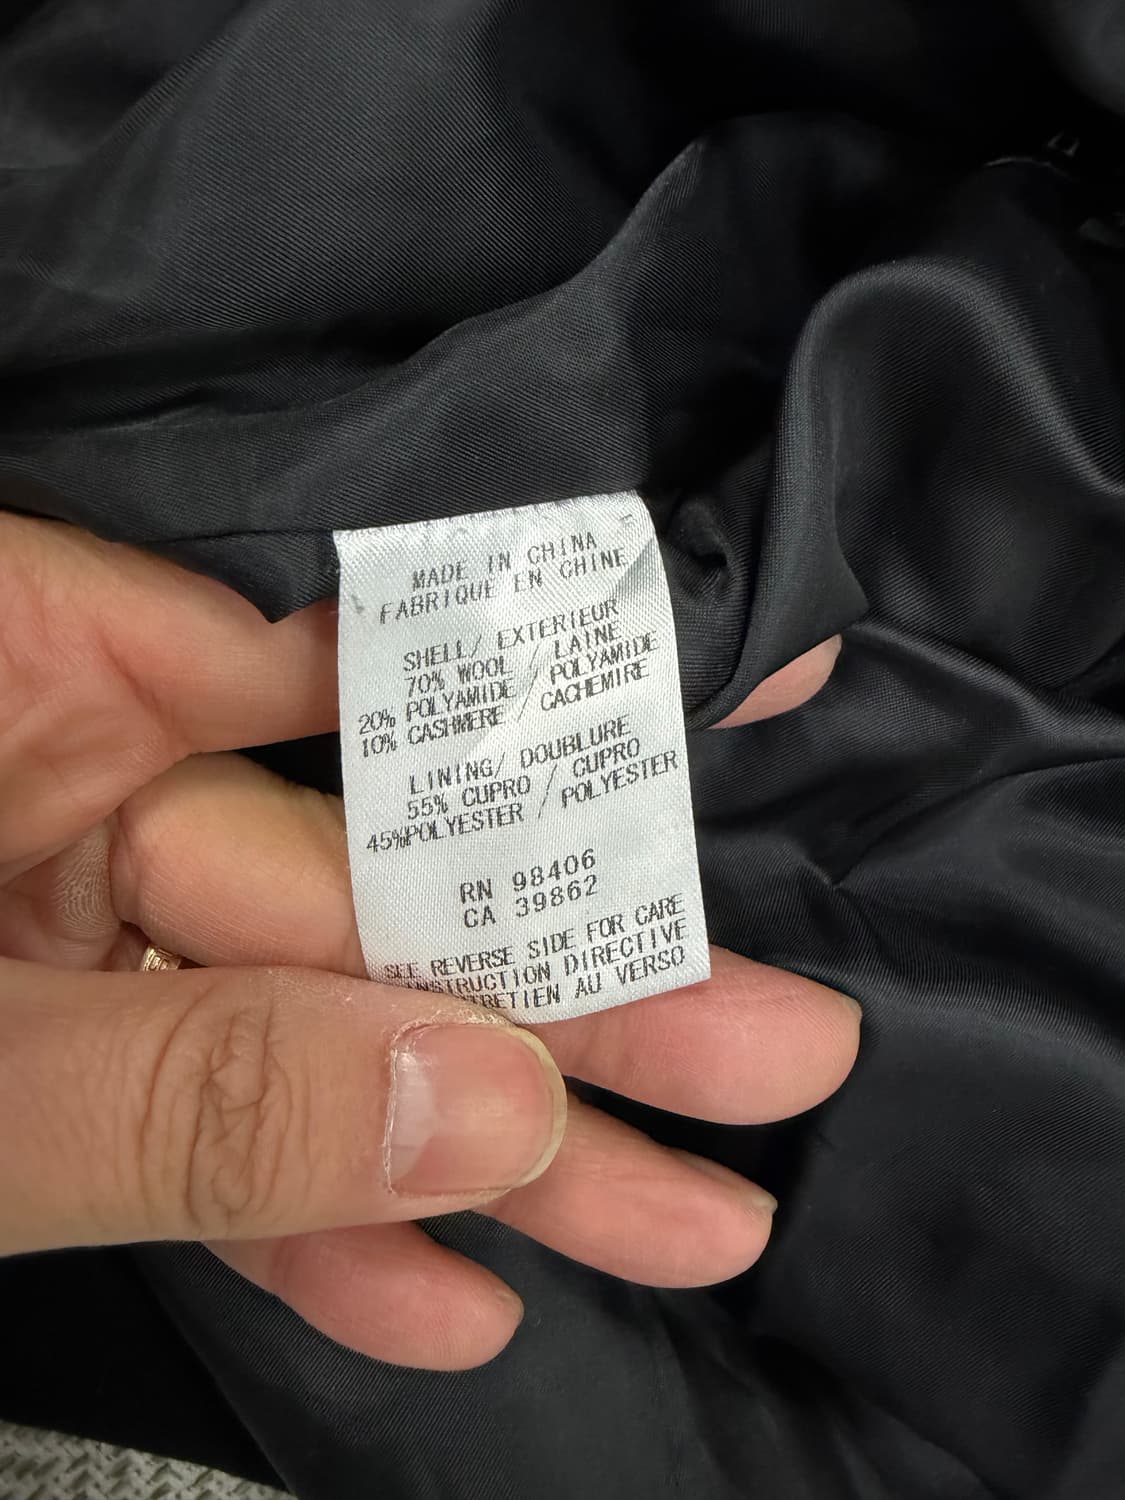 MADE IN CHINA
FABRIQUE EN CHINE
SHELL/ EXTERIEUR
70% WOOL / LAINE
20% POLYAMIDE / POLYAMIDE
10% CASHMERE / CACHEMIRE
LINING/ DOUBLURE
55% CUPRO / CUPRO
45%POLYESTER / POLYESTER
RN 98406
CA 39862
SEE REVERSE SIDE FOR CARE
INSTRUCTION DIRECTIVE
AU VERSO